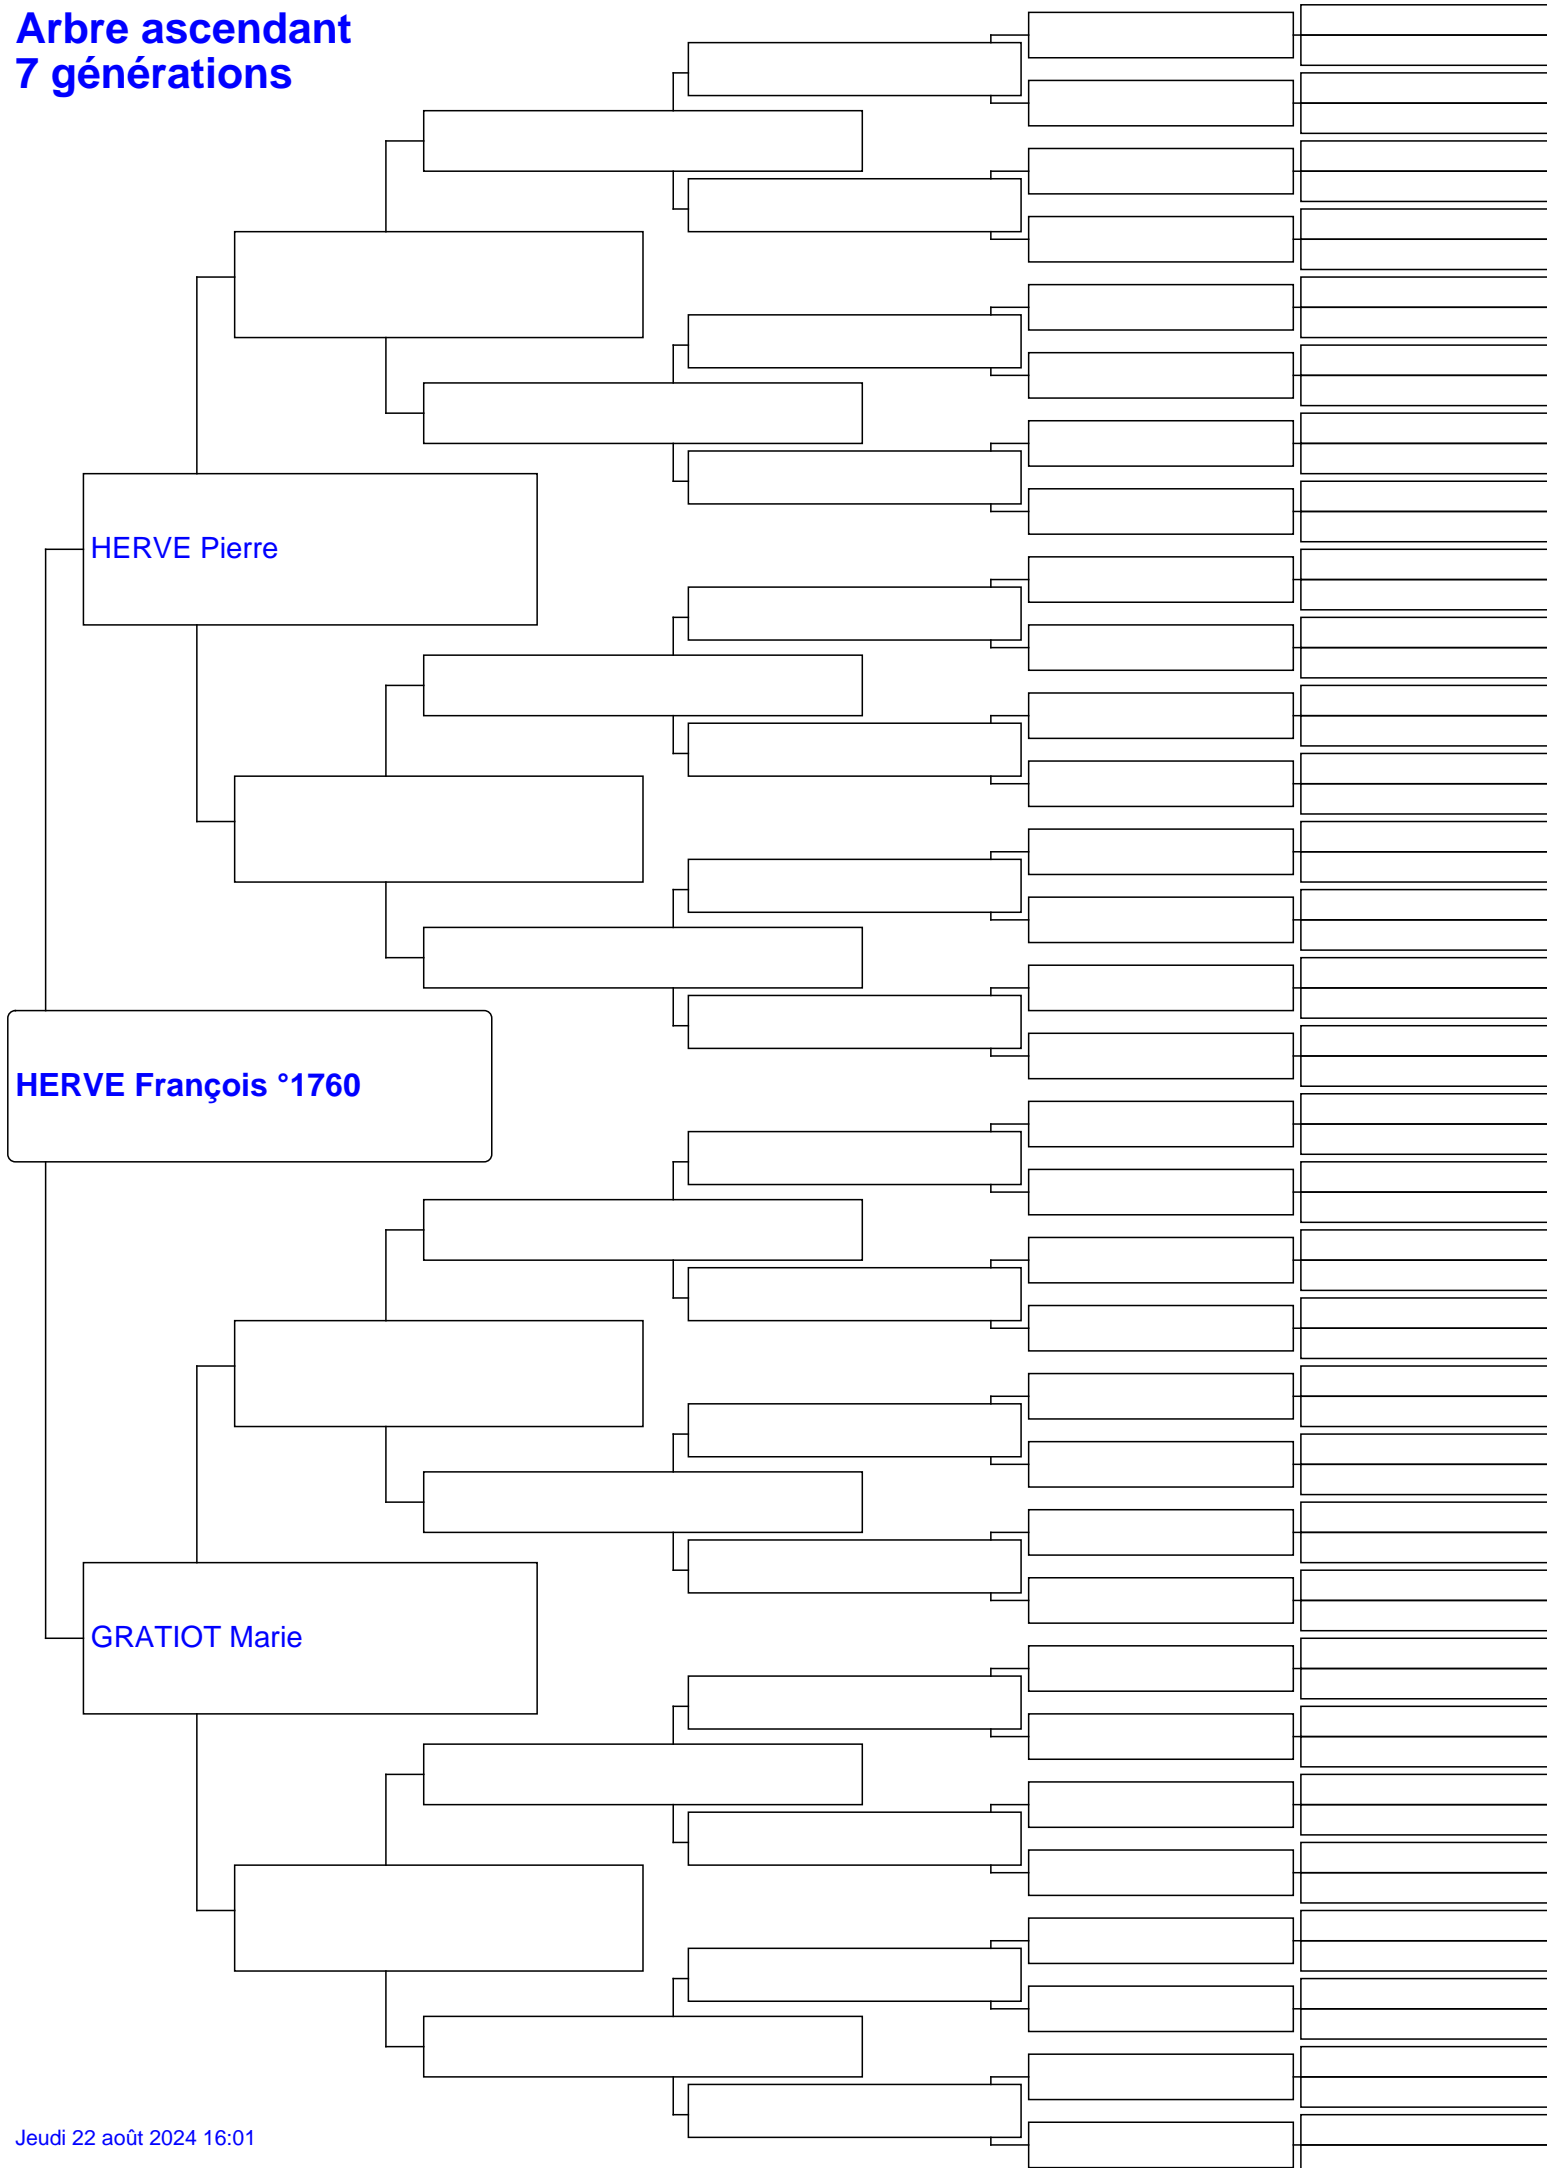 Arbre ascendant
7 générations
HERVE Pierre
HERVE François °1760
GRATIOT Marie
Jeudi 22 août 2024 16:01